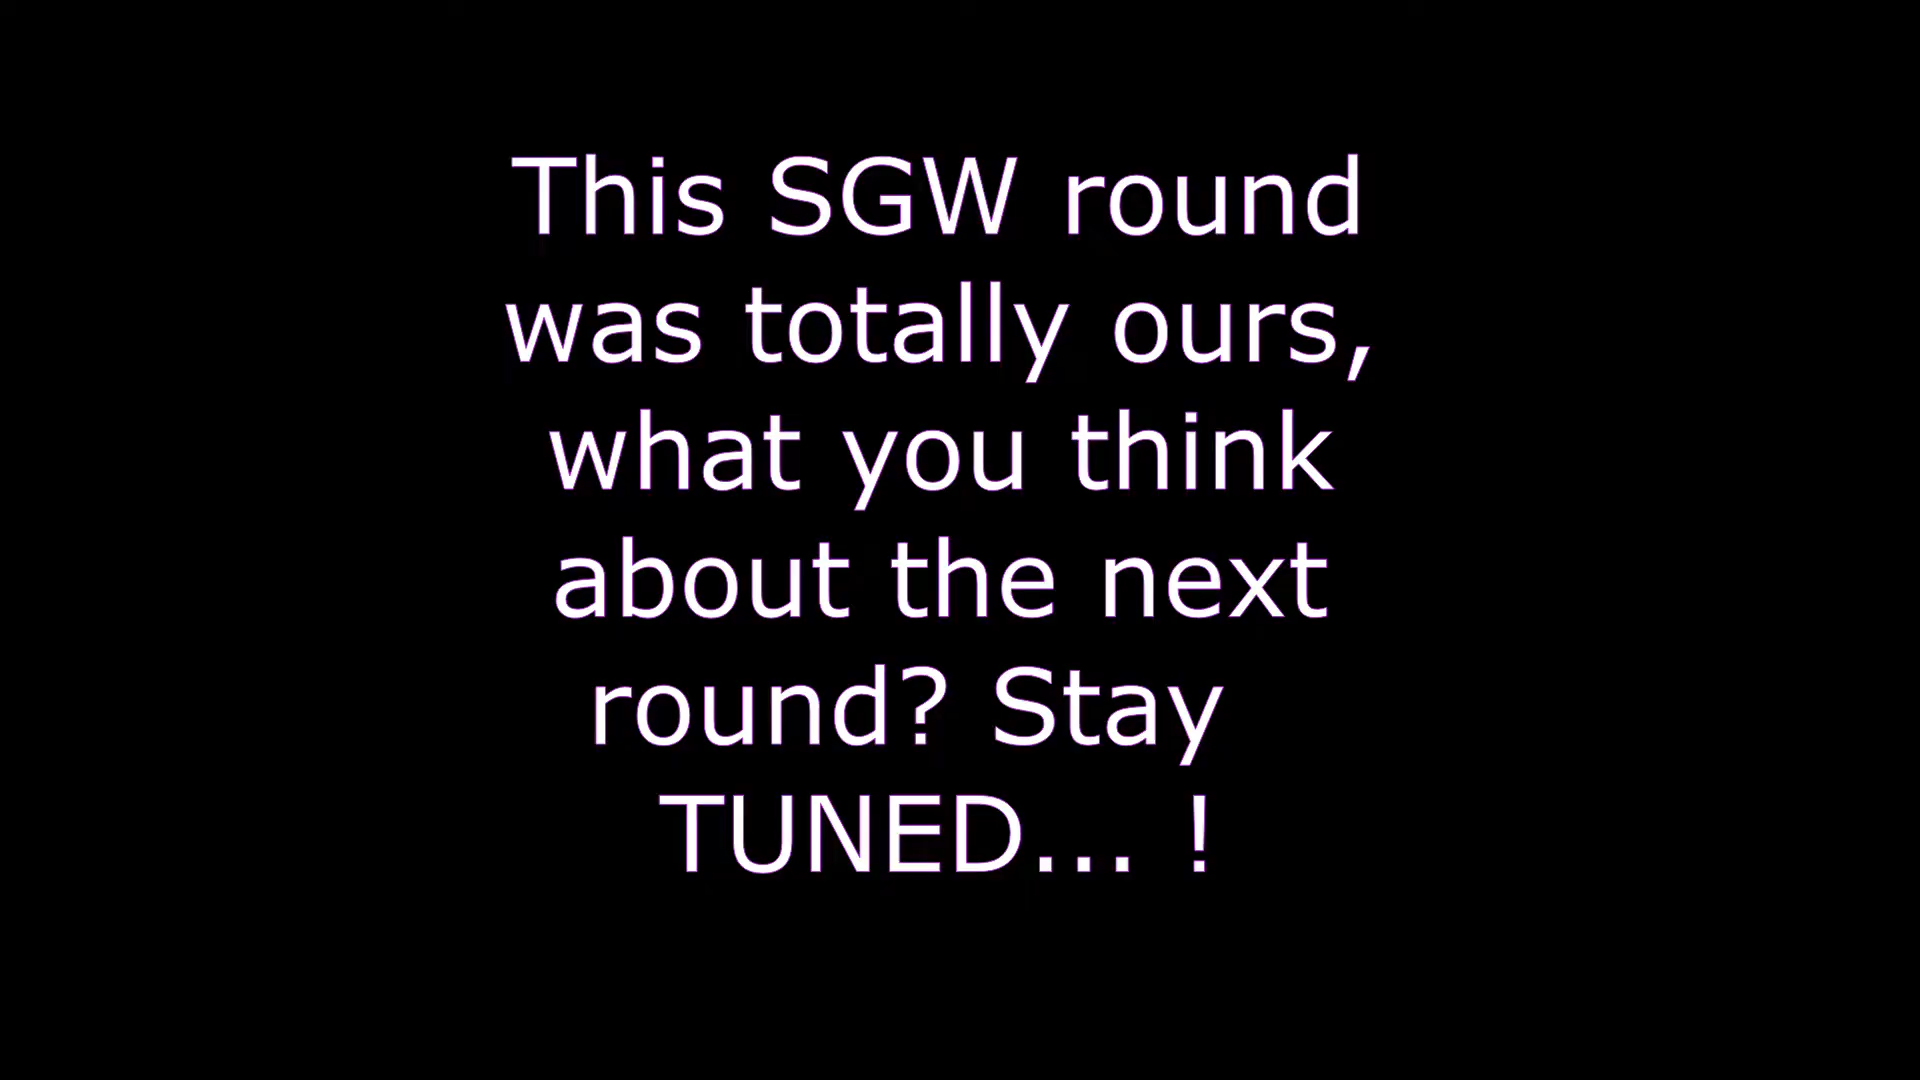 This SGW round
was totally ours,
what you think
about the next
round? Stay
TUNED... !